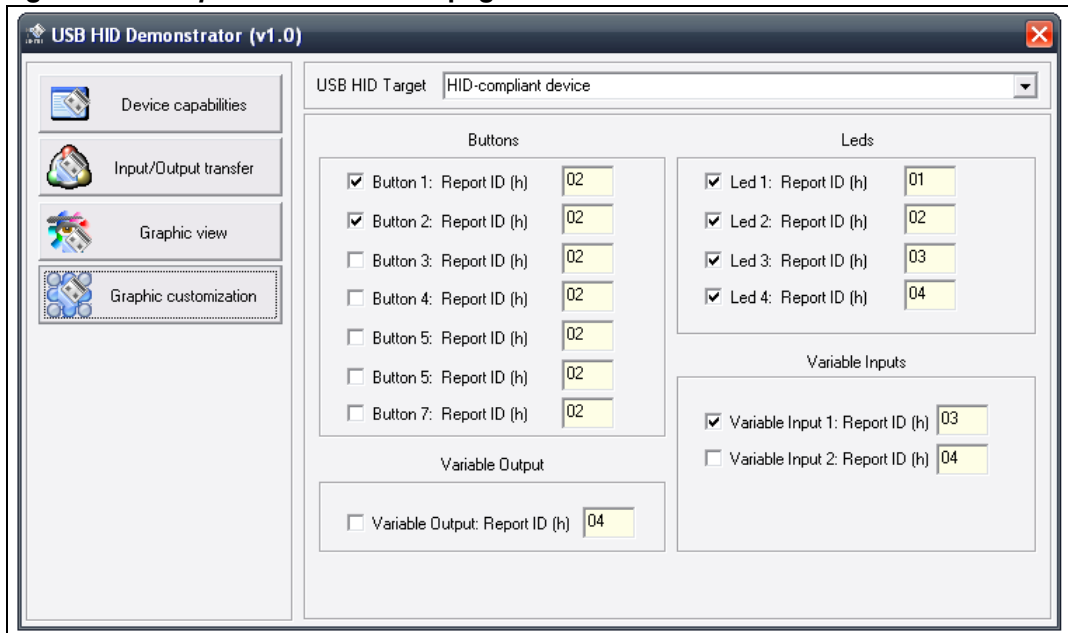 USB HID Demonstrator (v1.0)
Device capabilities
Input/Output transfer
Graphic view
Graphic customization
USB HID Target HID-compliant device
Buttons
Button 1: Report ID (h) 02
Button 2: Report ID (h) 02
Button 3: Report ID (h) 02
Button 4: Report ID (h) 02
Button 5: Report ID (h) 02
Button 5: Report ID (h) 02
Button 7: Report ID (h) 02
Variable Output
Variable Output: Report ID (h) 04
Leds
Led 1: Report ID (h) 01
Led 2: Report ID (h) 02
Led 3: Report ID (h) 03
Led 4: Report ID (h) 04
Variable Inputs
Variable Input 1: Report ID (h) 03
Variable Input 2: Report ID (h) 04